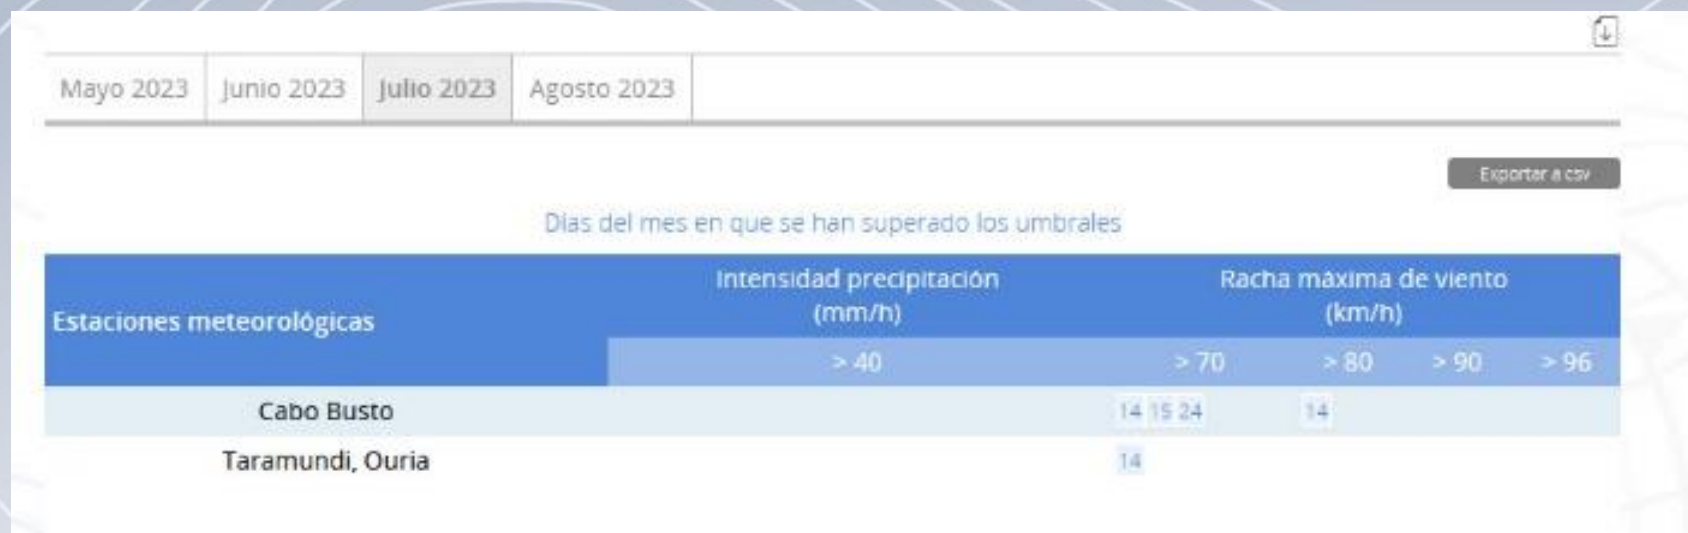 Mayo 2023 Junio 2023 Julio 2023 Agosto 2023
Exportar a csv
Días del mes en que se han superado los umbrales
Estaciones meteorológicas
Intensidad precipitación
(mm/h)
Racha máxima de viento
(km/h)
> 40 > 70 > 80 > 90 > 96
Cabo Busto 14 15 24 14
Taramundi, Ouria 14